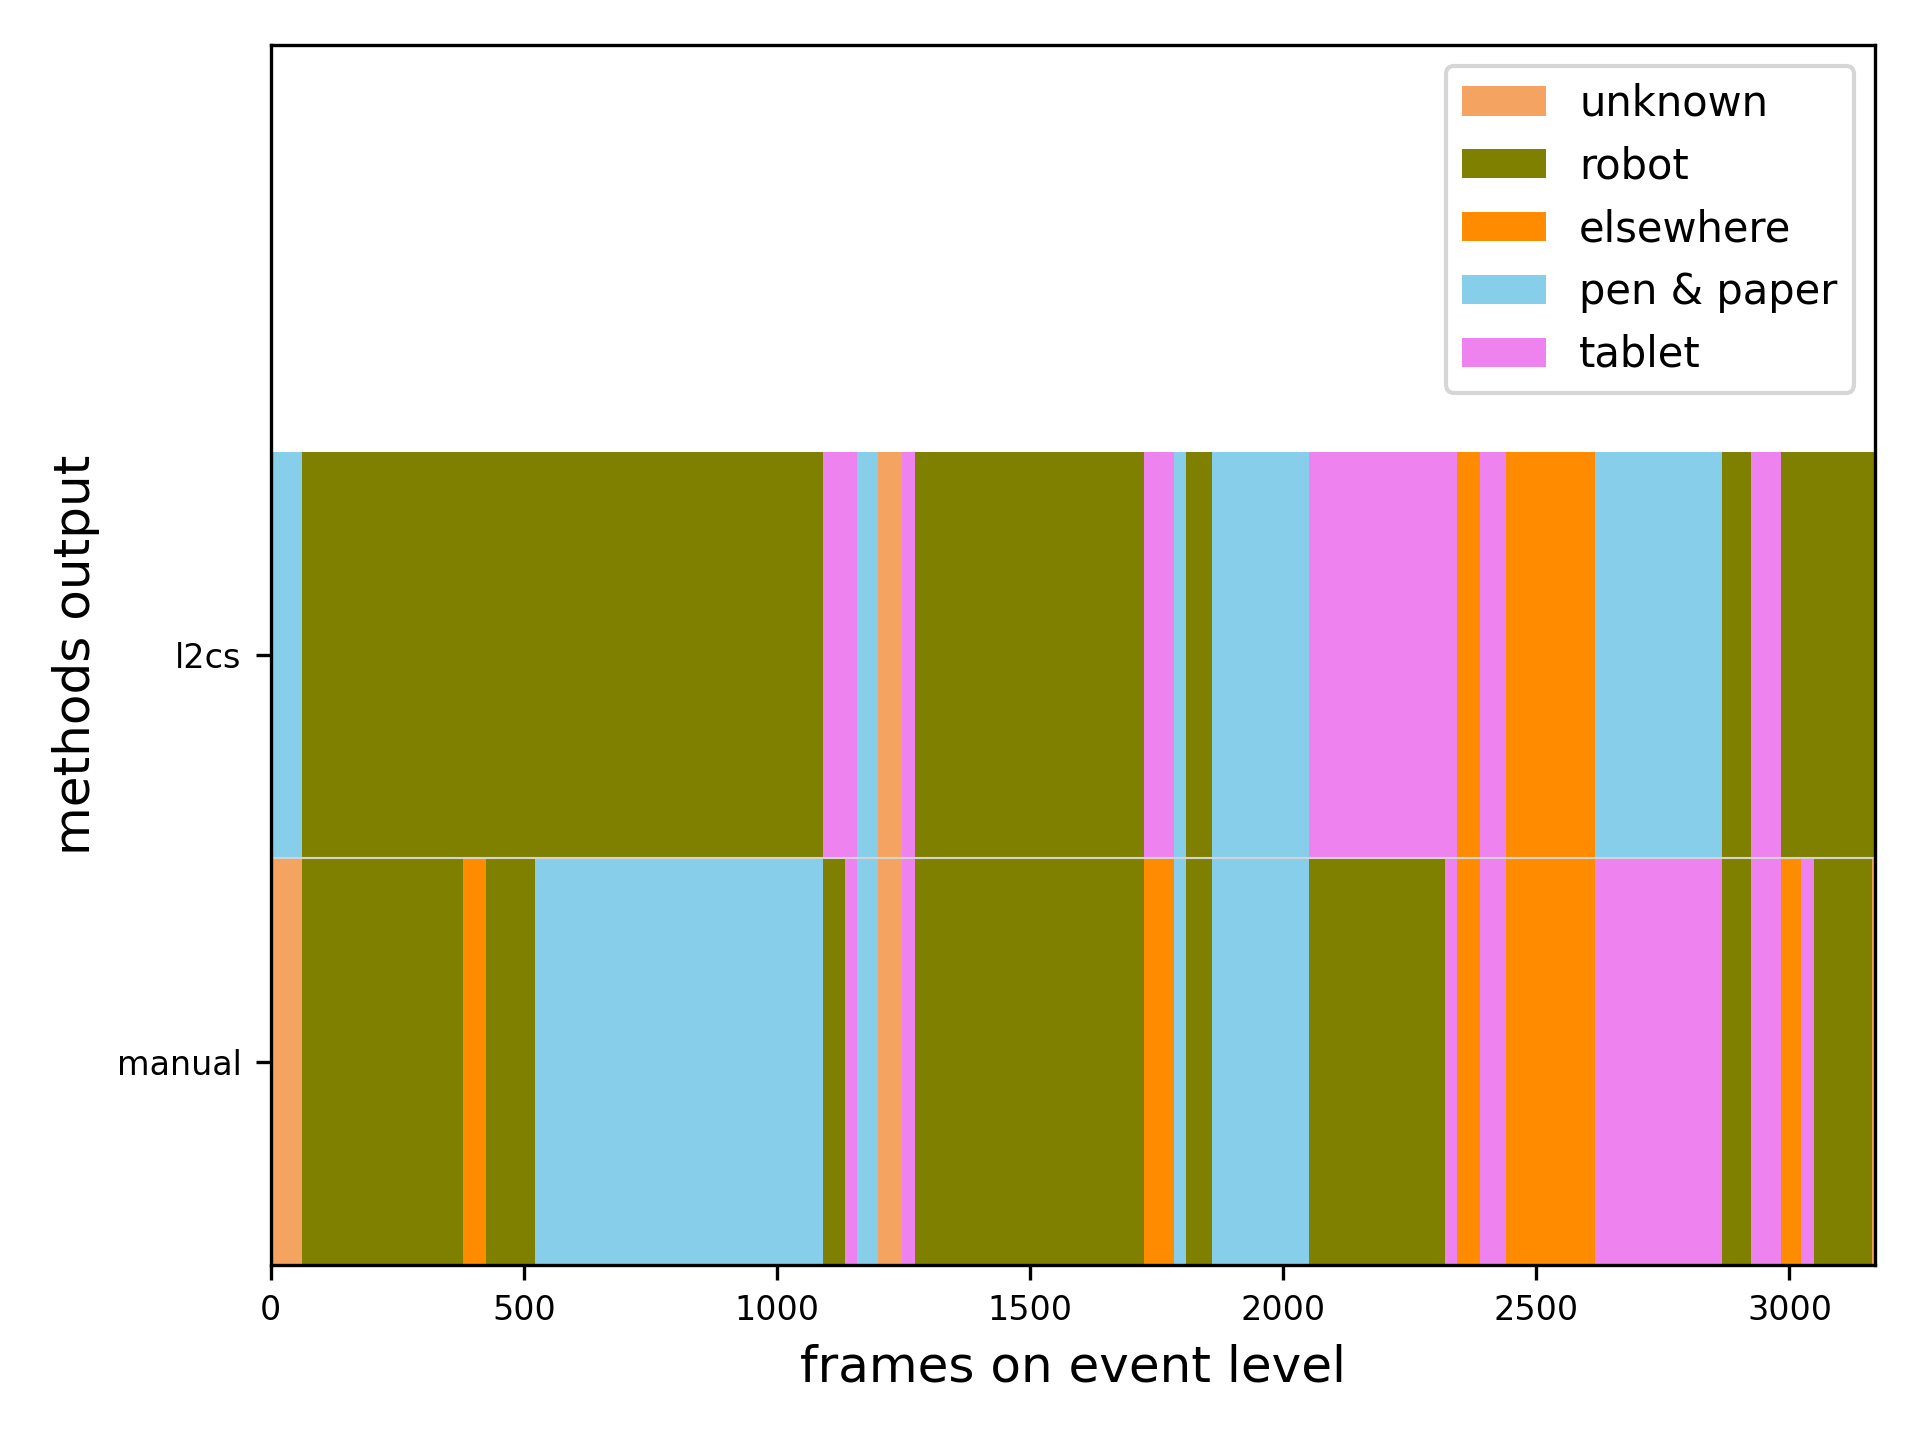 unknown
robot
elsewhere
pen & paper
tablet
methods output
l2cs
manual
0 500 1000 1500 2000 2500 3000
frames on event level